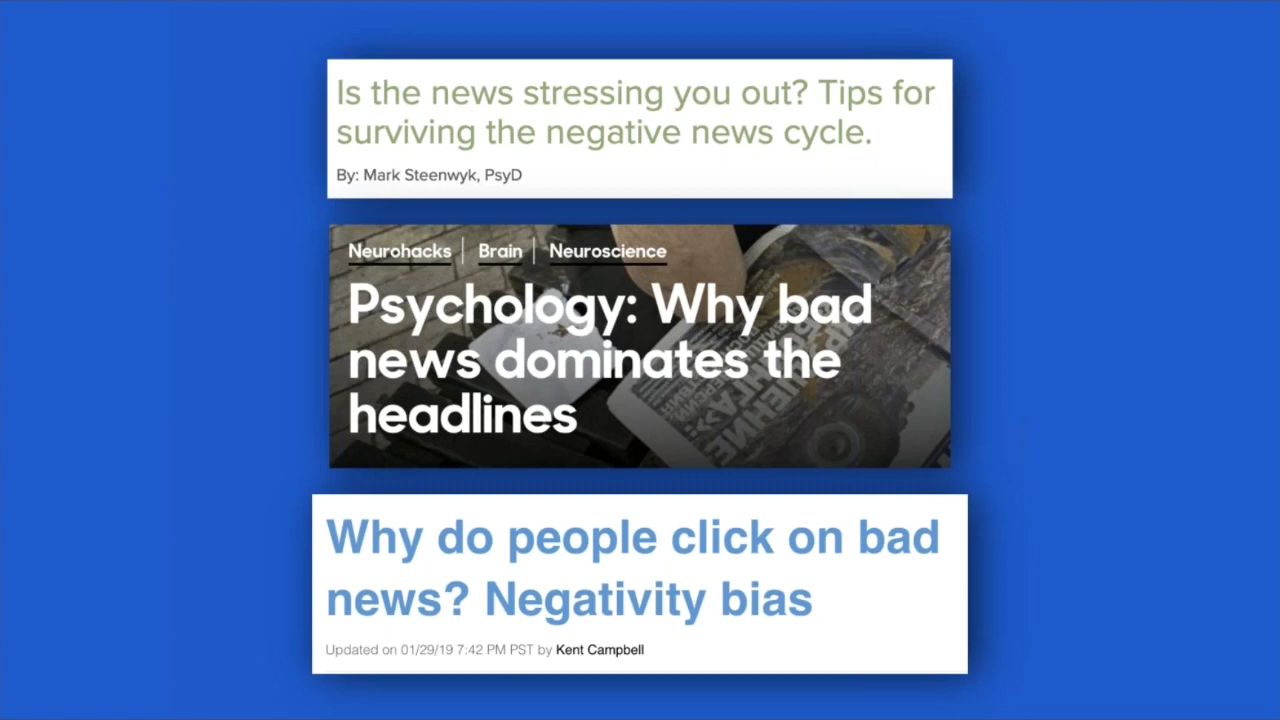 Is the news stressing you out? Tips for
surviving the negative news cycle.
By: Mark Steenwyk, PsyD
Neurohacks | Brain | Neuroscience
Psychology: Why bad
news dominates the
headlines
Why do people click on bad
news? Negativity bias
Updated on 01/29/19 7:42 PM PST by Kent Campbell